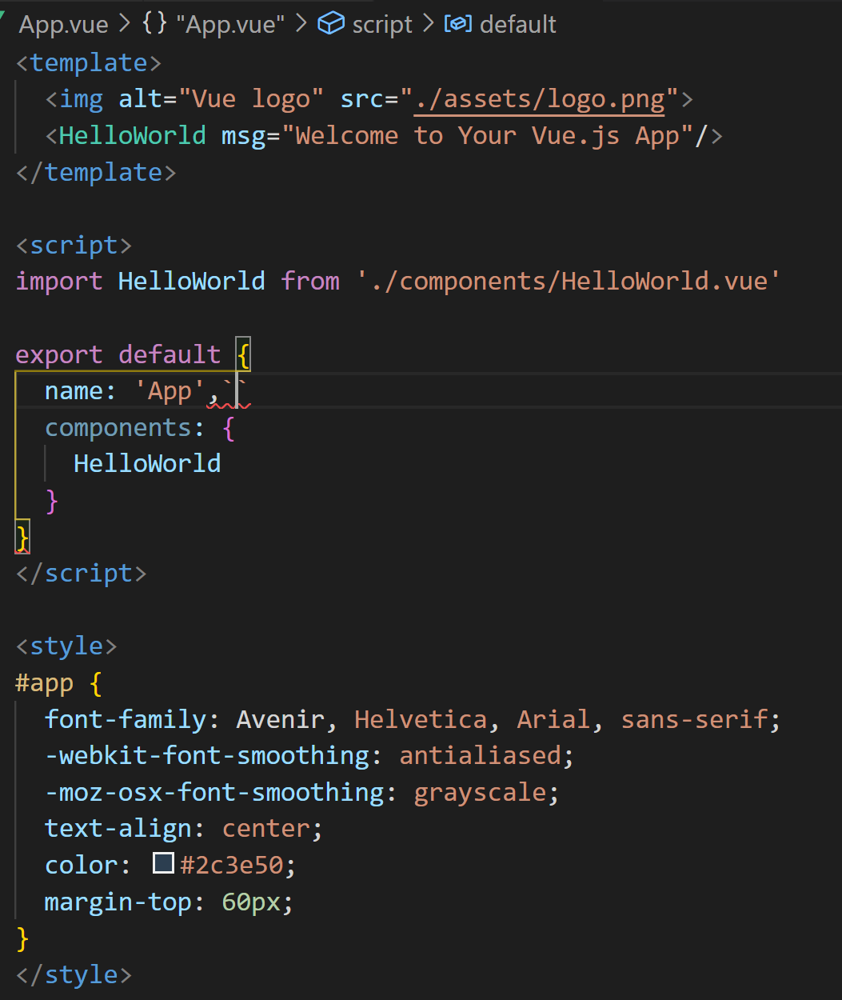 App.vue > {} "App.vue" > script > default
<template>
  <img alt="Vue logo" src="./assets/logo.png">
  <HelloWorld msg="Welcome to Your Vue.js App"/>
</template>

<script>
import HelloWorld from './components/HelloWorld.vue'

export default {
  name: 'App',``
  components: {
    HelloWorld
  }
}
</script>

<style>
#app {
  font-family: Avenir, Helvetica, Arial, sans-serif;
  -webkit-font-smoothing: antialiased;
  -moz-osx-font-smoothing: grayscale;
  text-align: center;
  color: #2c3e50;
  margin-top: 60px;
}
</style>